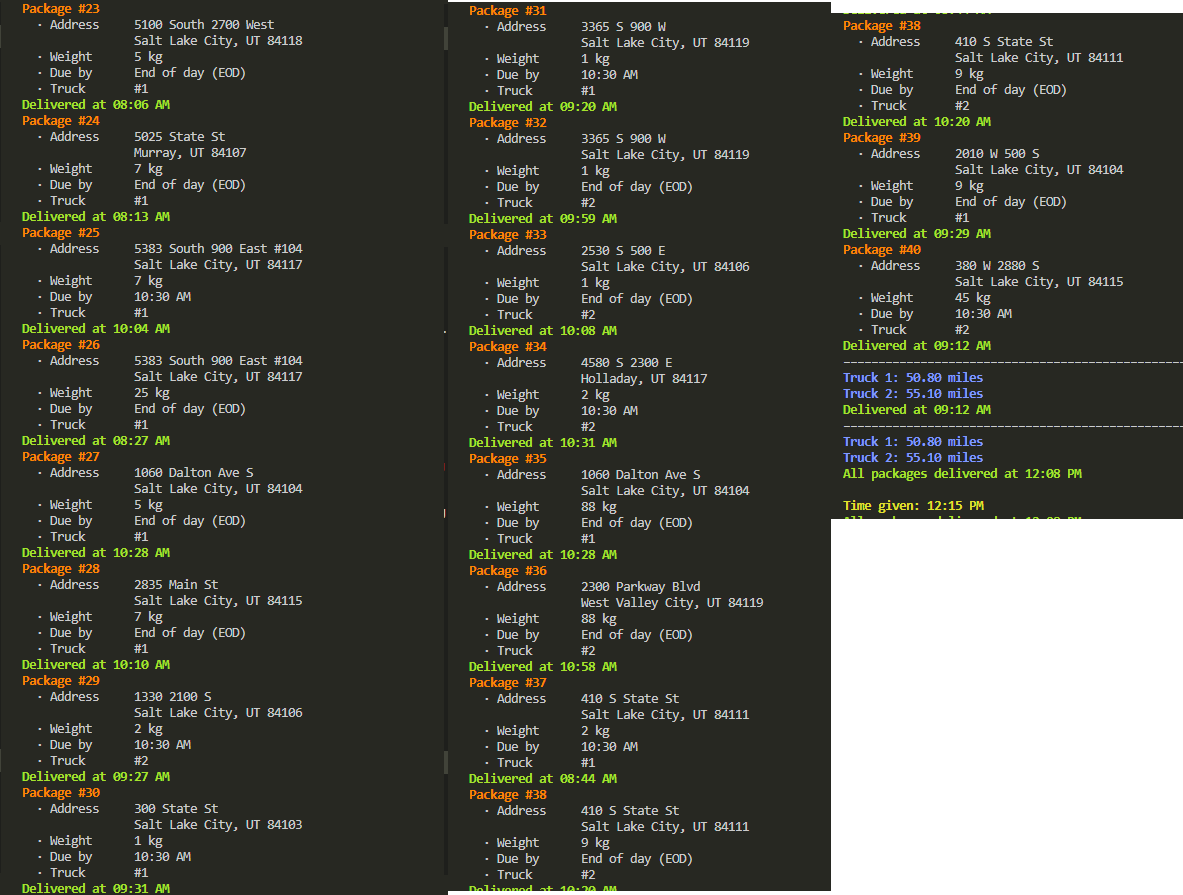 Package #23
· Address 5100 South 2700 West
Salt Lake City, UT 84118
· Weight 5 kg
· Due by End of day (EOD)
· Truck #1
Delivered at 08:06 AM
Package #24
· Address 5025 State St
Murray, UT 84107
· Weight 7 kg
· Due by End of day (EOD)
· Truck #1
Delivered at 08:13 AM
Package #25
· Address 5383 South 900 East #104
Salt Lake City, UT 84117
· Weight 7 kg
· Due by 10:30 AM
· Truck #1
Delivered at 10:04 AM
Package #26
· Address 5383 South 900 East #104
Salt Lake City, UT 84117
· Weight 25 kg
· Due by End of day (EOD)
· Truck #1
Delivered at 08:27 AM
Package #27
· Address 1060 Dalton Ave S
Salt Lake City, UT 84104
· Weight 5 kg
· Due by End of day (EOD)
· Truck #1
Delivered at 10:28 AM
Package #28
· Address 2835 Main St
Salt Lake City, UT 84115
· Weight 7 kg
· Due by End of day (EOD)
· Truck #1
Delivered at 10:10 AM
Package #29
· Address 1330 2100 S
Salt Lake City, UT 84106
· Weight 2 kg
· Due by 10:30 AM
· Truck #2
Delivered at 09:27 AM
Package #30
· Address 300 State St
Salt Lake City, UT 84103
· Weight 1 kg
· Due by 10:30 AM
· Truck #1
Delivered at 09:31 AM
Package #31
· Address 3365 S 900 W
Salt Lake City, UT 84119
· Weight 1 kg
· Due by 10:30 AM
· Truck #1
Delivered at 09:20 AM
Package #32
· Address 3365 S 900 W
Salt Lake City, UT 84119
· Weight 1 kg
· Due by End of day (EOD)
· Truck #2
Delivered at 09:59 AM
Package #33
· Address 2530 S 500 E
Salt Lake City, UT 84106
· Weight 1 kg
· Due by End of day (EOD)
· Truck #2
Delivered at 10:08 AM
Package #34
· Address 4580 S 2300 E
Holladay, UT 84117
· Weight 2 kg
· Due by 10:30 AM
· Truck #2
Delivered at 10:31 AM
Package #35
· Address 1060 Dalton Ave S
Salt Lake City, UT 84104
· Weight 88 kg
· Due by End of day (EOD)
· Truck #1
Delivered at 10:28 AM
Package #36
· Address 2300 Parkway Blvd
West Valley City, UT 84119
· Weight 88 kg
· Due by End of day (EOD)
· Truck #2
Delivered at 10:58 AM
Package #37
· Address 410 S State St
Salt Lake City, UT 84111
· Weight 2 kg
· Due by 10:30 AM
· Truck #1
Delivered at 08:44 AM
Package #38
· Address 410 S State St
Salt Lake City, UT 84111
· Weight 9 kg
· Due by End of day (EOD)
· Truck #2
Delivered at 10:20 AM
Package #38
· Address 410 S State St
Salt Lake City, UT 84111
· Weight 9 kg
· Due by End of day (EOD)
· Truck #2
Delivered at 10:20 AM
Package #39
· Address 2010 W 500 S
Salt Lake City, UT 84104
· Weight 9 kg
· Due by End of day (EOD)
· Truck #1
Delivered at 09:29 AM
Package #40
· Address 380 W 2880 S
Salt Lake City, UT 84115
· Weight 45 kg
· Due by 10:30 AM
· Truck #2
Delivered at 09:12 AM
Truck 1: 50.80 miles
Truck 2: 55.10 miles
Delivered at 09:12 AM
Truck 1: 50.80 miles
Truck 2: 55.10 miles
All packages delivered at 12:08 PM
Time given: 12:15 PM